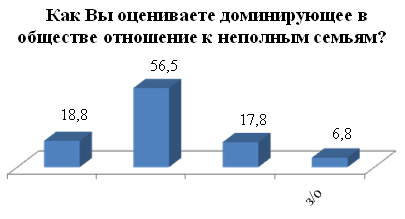 Как Вы оцениваете доминирующее в
обществе отношение к неполным семьям?
56,5
18,8
17,8
6,8
з/о